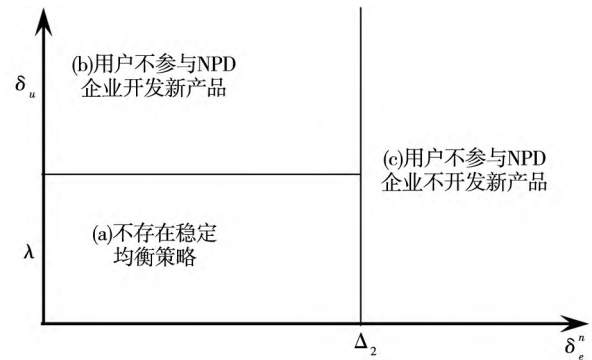 (b)用户不参与NPD
企业开发新产品
δu
(c)用户不参与NPD
企业不开发新产品
(a)不存在稳定
均衡策略
λ
Δ2
δen